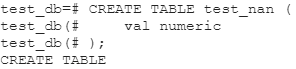 test_db=# CREATE TABLE test_nan (
test_db(#     val numeric
test_db(# );
CREATE TABLE